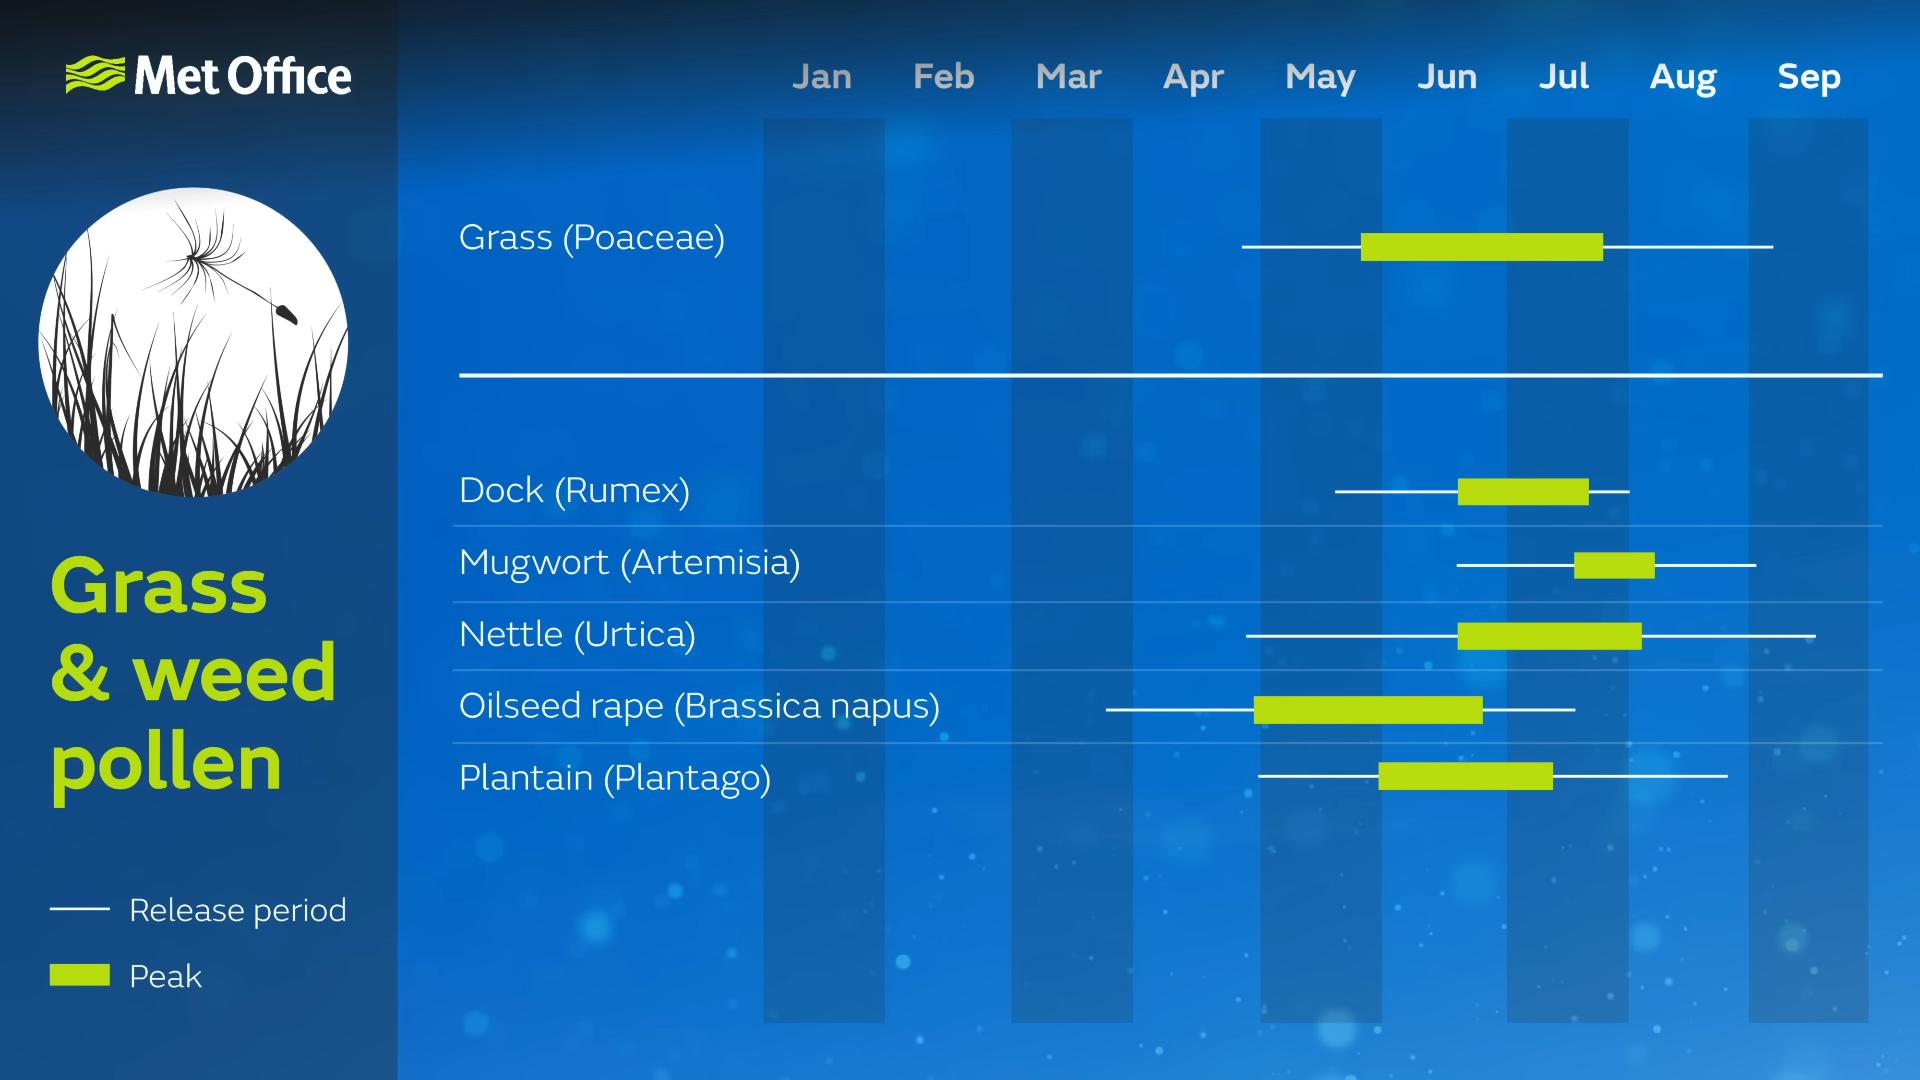 Met Office
Jan Feb Mar Apr May Jun Jul Aug Sep
Grass (Poaceae)
Dock (Rumex)
Mugwort (Artemisia)
Nettle (Urtica)
Oilseed rape (Brassica napus)
Plantain (Plantago)
Grass
& weed
pollen
Release period
Peak